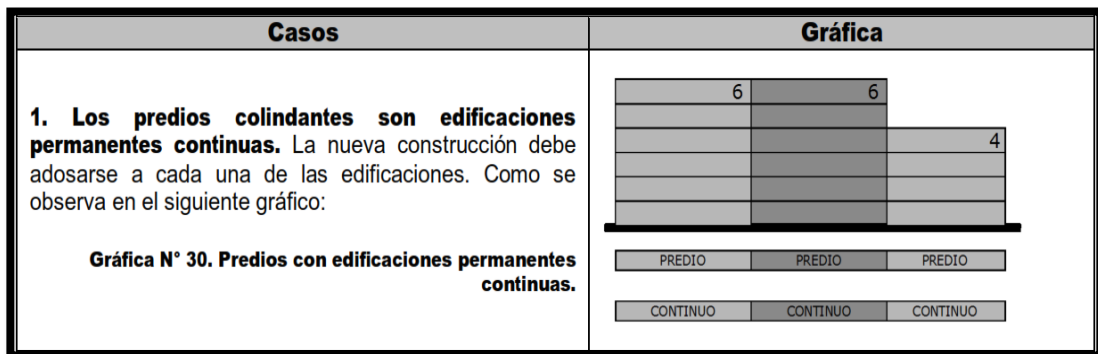 Casos
Gráfica
1. Los predios colindantes son edificaciones
permanentes continuas. La nueva construcción debe
adosarse a cada una de las edificaciones. Como se
observa en el siguiente gráfico:
Gráfica N° 30. Predios con edificaciones permanentes
continuas.
6 6
4
PREDIO PREDIO PREDIO
CONTINUO CONTINUO CONTINUO